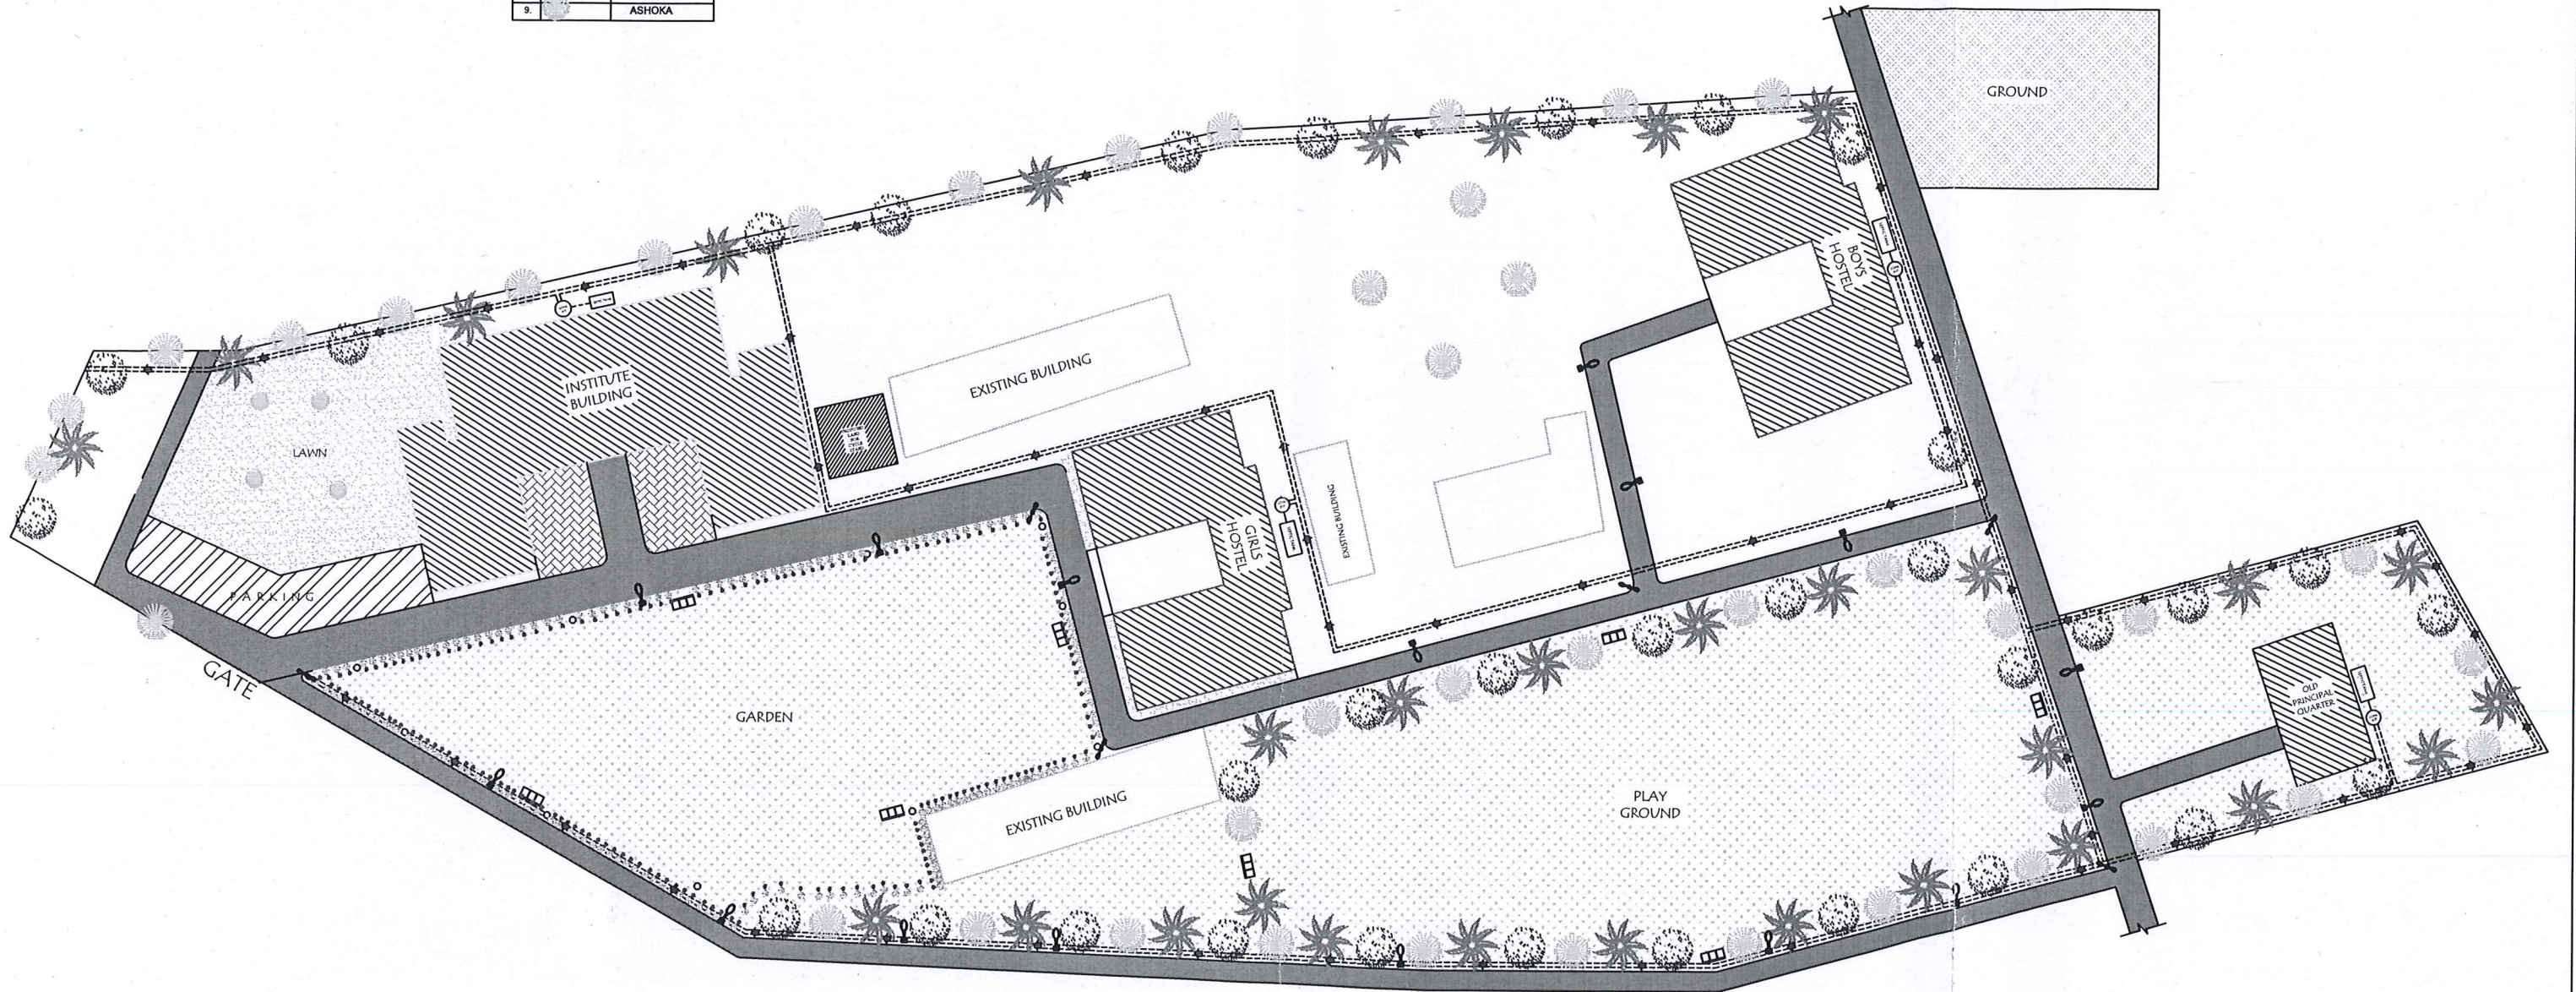 9. ASHOKA
GROUND
BOYS
HOSTEL
INSTITUTE
BUILDING
EXISTING BUILDING
LAWN
EXISTING BUILDING
GIRLS
HOSTEL
PARKING
GATE
GARDEN
OLD
PRINCIPAL
QUARTER
EXISTING BUILDING
PLAY
GROUND